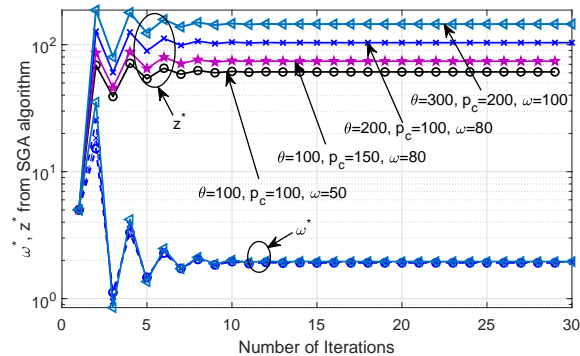 ω*, z* from SGA algorithm
10²
10¹
10⁰
z*
θ=300, p_c=200, ω=100
θ=200, p_c=100, ω=80
θ=100, p_c=150, ω=80
θ=100, p_c=100, ω=50
ω*
0 5 10 15 20 25 30
Number of Iterations